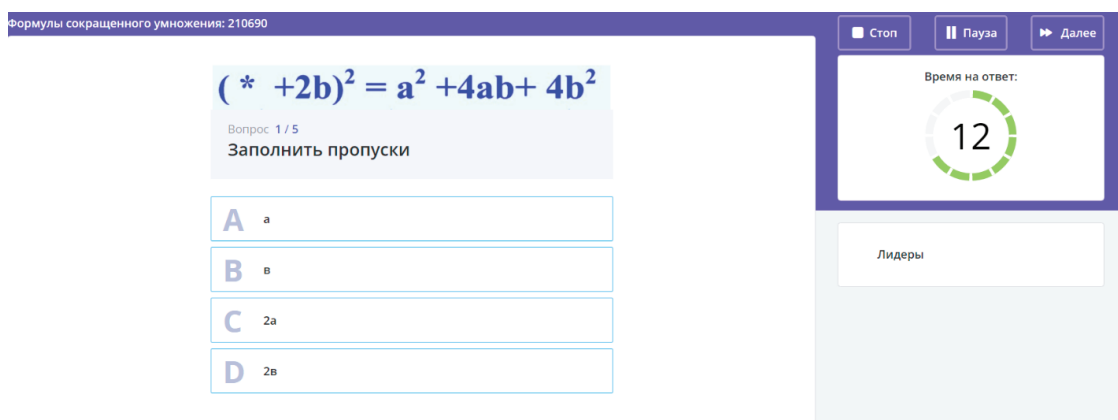 Формулы сокращенного умножения: 210690
Стоп
Пауза
Далее
Время на ответ:
12
( * +2b)² = a² +4ab+ 4b²
Вопрос 1 / 5
Заполнить пропуски
A а
B в
C 2а
D 2в
Лидеры